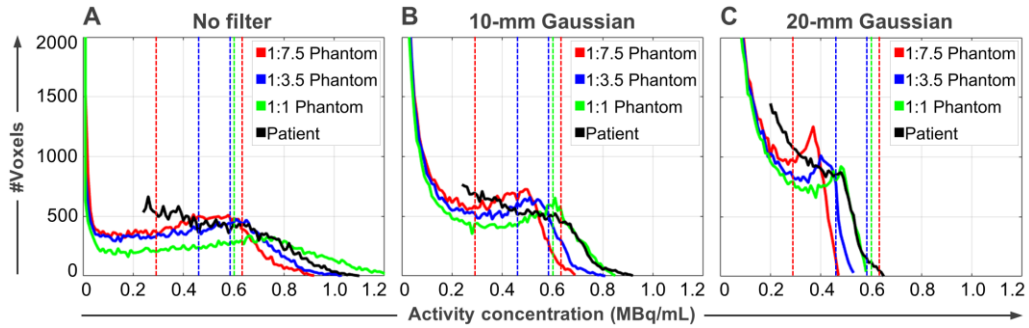 A No filter
B 10-mm Gaussian
C 20-mm Gaussian
#Voxels
2000
1500
1000
500
0
1:7.5 Phantom
1:3.5 Phantom
1:1 Phantom
Patient
0 0.2 0.4 0.6 0.8 1.0 1.2
1:7.5 Phantom
1:3.5 Phantom
1:1 Phantom
Patient
0 0.2 0.4 0.6 0.8 1.0 1.2
1:7.5 Phantom
1:3.5 Phantom
1:1 Phantom
Patient
0 0.2 0.4 0.6 0.8 1.0 1.2
Activity concentration (MBq/mL)